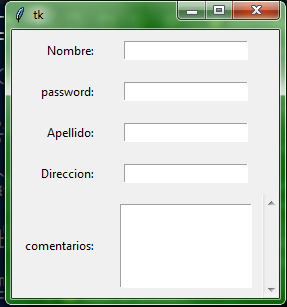 tk
Nombre:
password:
Apellido:
Direccion:
comentarios: